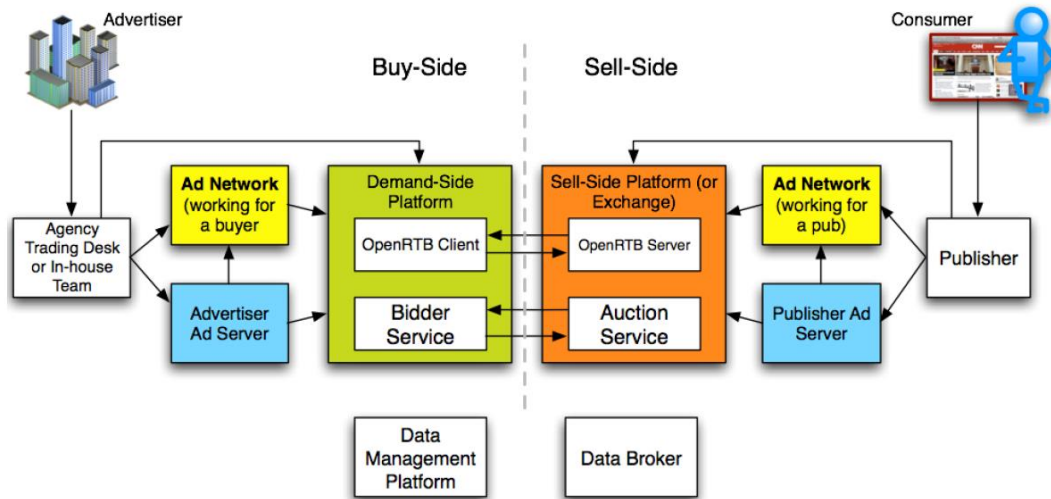 Advertiser
Consumer
Buy-Side
Sell-Side
Agency
Trading Desk
or In-house
Team
Ad Network
(working for
a buyer
Advertiser
Ad Server
Demand-Side
Platform
OpenRTB Client
Bidder
Service
Sell-Side Platform (or
Exchange)
OpenRTB Server
Auction
Service
Ad Network
(working for
a pub)
Publisher Ad
Server
Publisher
Data
Management
Platform
Data Broker